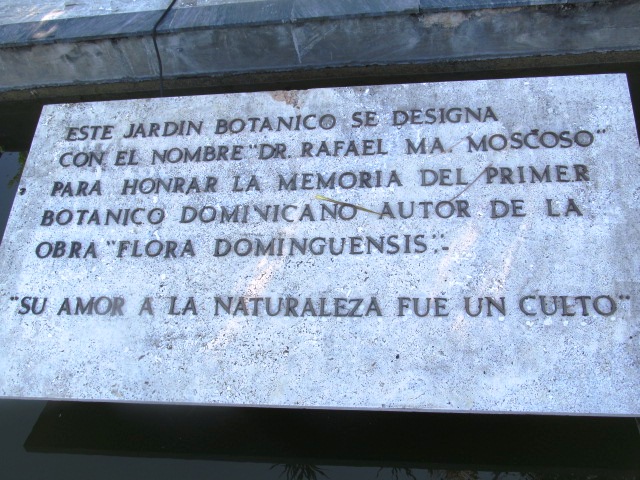 ESTE JARDIN BOTANICO SE DESIGNA
CON EL NOMBRE "DR. RAFAEL MA. MOSCOSO"
PARA HONRAR LA MEMORIA DEL PRIMER
BOTANICO DOMINICANO AUTOR DE LA
OBRA "FLORA DOMINGUENSIS".-
"SU AMOR A LA NATURALEZA FUE UN CULTO"